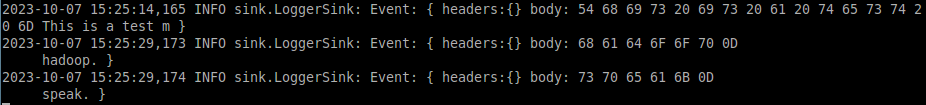 2023-10-07 15:25:14,165 INFO sink.LoggerSink: Event: { headers:{} body: 54 68 69 73 20 69 73 20 61 20 74 65 73 74 2
0 6D This is a test m }
2023-10-07 15:25:29,173 INFO sink.LoggerSink: Event: { headers:{} body: 68 61 64 6F 6F 70 0D
hadoop. }
2023-10-07 15:25:29,174 INFO sink.LoggerSink: Event: { headers:{} body: 73 70 65 61 6B 0D
speak. }